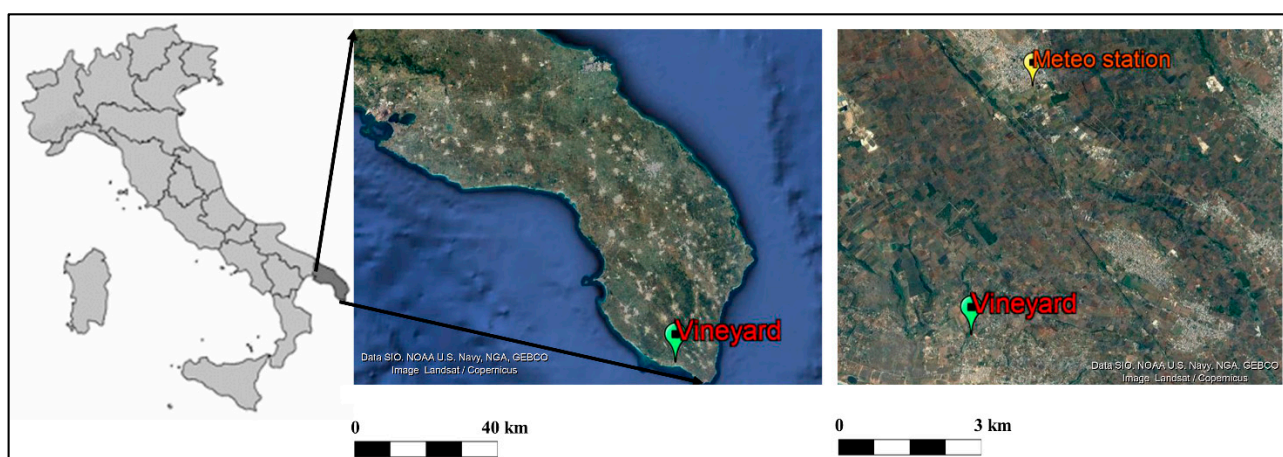 Vineyard
Data SIO. NOAA U.S. Navy, NGA, GEBCO
Image Landsat / Copernicus
0 40 km
Meteo station
Vineyard
Data SIO. NOAA U.S. Navy, NGA. GEBCO
Image Landsat / Copernicus
0 3 km